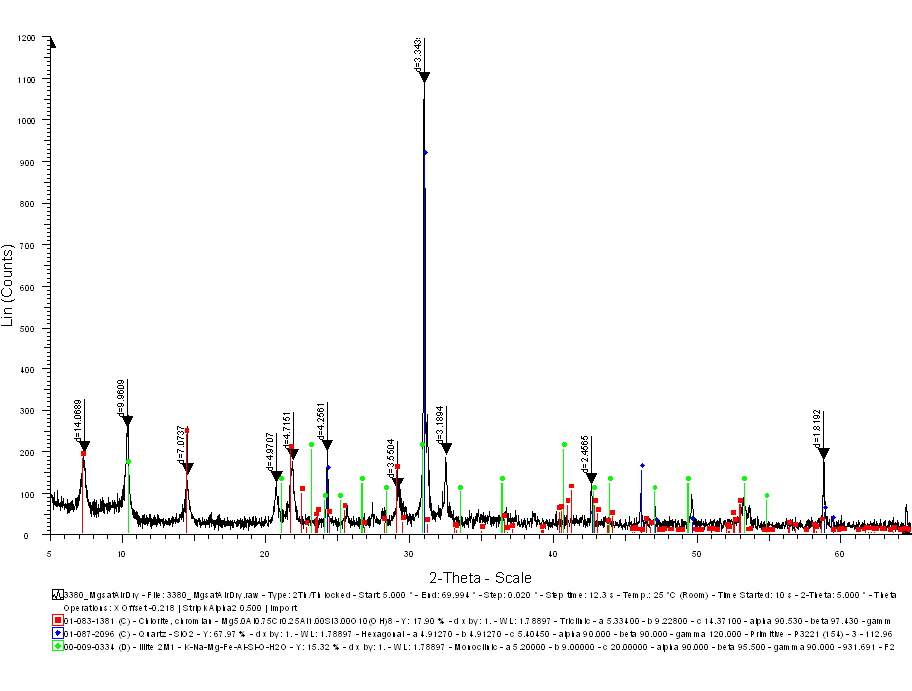 Lin (Counts)
1200
1100
1000
900
800
700
600
500
400
300
200
100
0
d=14.0689
d=9.9609
d=7.0737
d=4.9707
d=4.7151
d=4.2561
d=3.5504
d=3.343
d=3.1894
d=2.4565
d=1.8192
5
10
20
30
40
50
60
2-Theta - Scale
3380_MgsatAirDry - File: 3380_MgsatAirDry.raw - Type: 2Th/Th locked - Start: 5.000 ° - End: 69.994 ° - Step: 0.020 ° - Step time: 12.3 s - Temp.: 25 °C (Room) - Time Started: 10 s - 2-Theta: 5.000 ° - Theta
Operations: X Offset -0.218 | Strip kAlpha2 0.500 | Import
01-083-1381 (C) - Chlorite, chromian - Y: 17.90 % - d x by: 1. - WL: 1.78897 - Triclinic - a 5.33400 - b 9.22800 - c 14.37100 - alpha 90.530 - beta 97.430 - gamm
01-087-2096 (C) - Quartz - SiO2 - Y: 67.97 % - d x by: 1. - WL: 1.78897 - Hexagonal - a 4.91270 - b 4.91270 - c 5.40450 - alpha 90.000 - beta 90.000 - gamma 120.000 - Primitive - P3221 (154) - 3 - 112.96
00-009-0334 (D) - Illite 2M1 - K-Na-Mg-Fe-Al-Si-O-H2O - Y: 15.32 % - d x by: 1. - WL: 1.78897 - Monoclinic - a 5.20000 - b 9.00000 - c 20.00000 - alpha 90.000 - beta 95.500 - gamma 90.000 - 931.691 - F2